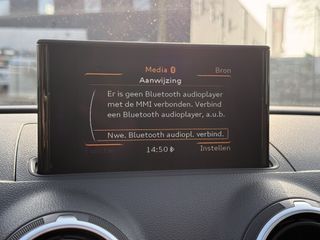 Media
Bron
Aanwijzing
Er is geen Bluetooth audioplayer
met de MMI verbonden. Verbind
een Bluetooth audioplayer, a.u.b.
Nwe. Bluetooth audiopl. verbind.
14:50
Instellen